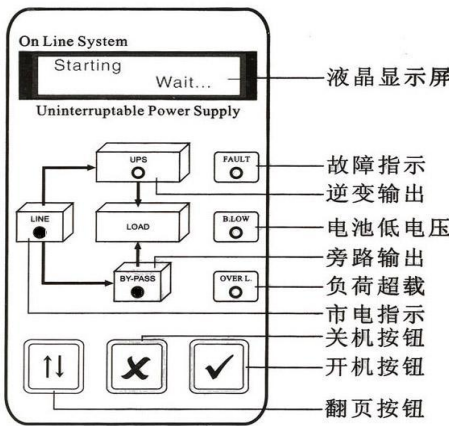 On Line System
Starting
Wait...
液晶显示屏
Uninterruptable Power Supply
UPS
FAULT
故障指示
逆变输出
LINE
LOAD
B.LOW
电池低电压
旁路输出
BY-PASS
OVER L.
负荷超载
市电指示
关机按钮
开机按钮
翻页按钮